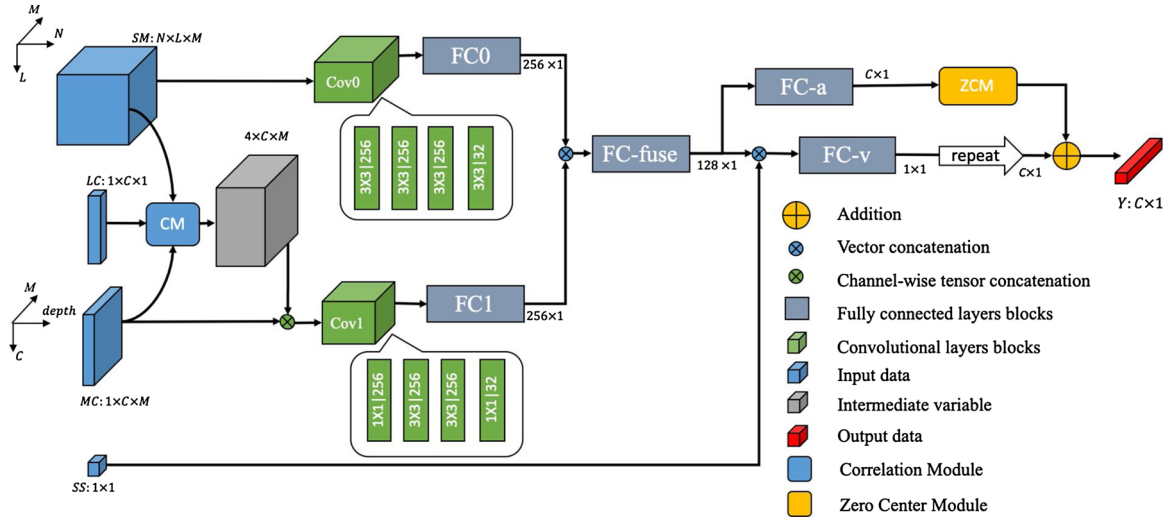 M
N
L
SM: N×L×M
Cov0
FC0
256 ×1
3X3|256
3X3|256
3X3|256
3X3|32
4×C×M
LC: 1×C×1
CM
M
depth
C
MC: 1×C×M
Cov1
FC1
256×1
1X1|256
3X3|256
3X3|256
1X1|32
SS: 1×1
FC-fuse
128 ×1
FC-a
C×1
ZCM
FC-v
1×1
repeat
C×1
Y: C×1
Addition
Vector concatenation
Channel-wise tensor concatenation
Fully connected layers blocks
Convolutional layers blocks
Input data
Intermediate variable
Output data
Correlation Module
Zero Center Module